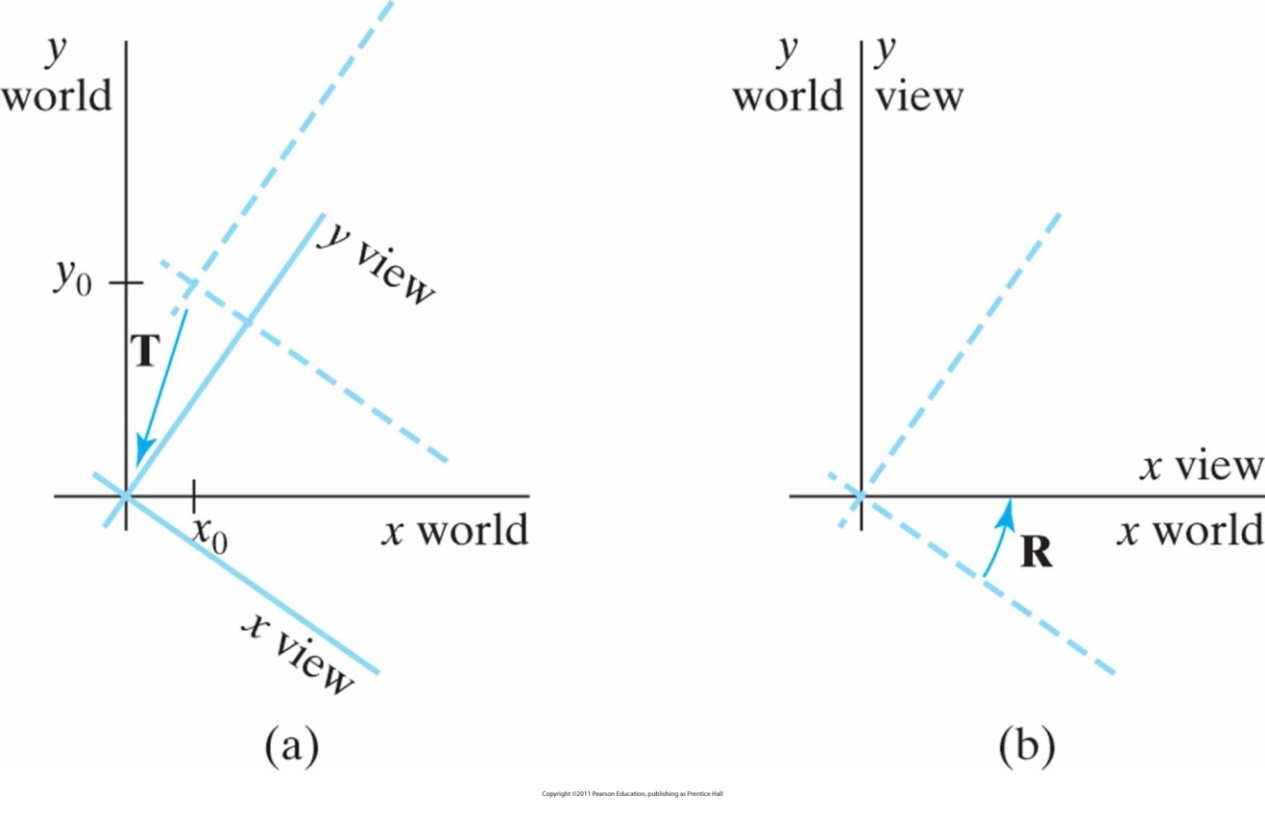 y
world
y view
y₀
T
x₀
x world
x view
(a)
y
world
y
view
x view
x world
R
(b)
Copyright ©2011 Pearson Education, publishing as Prentice Hall